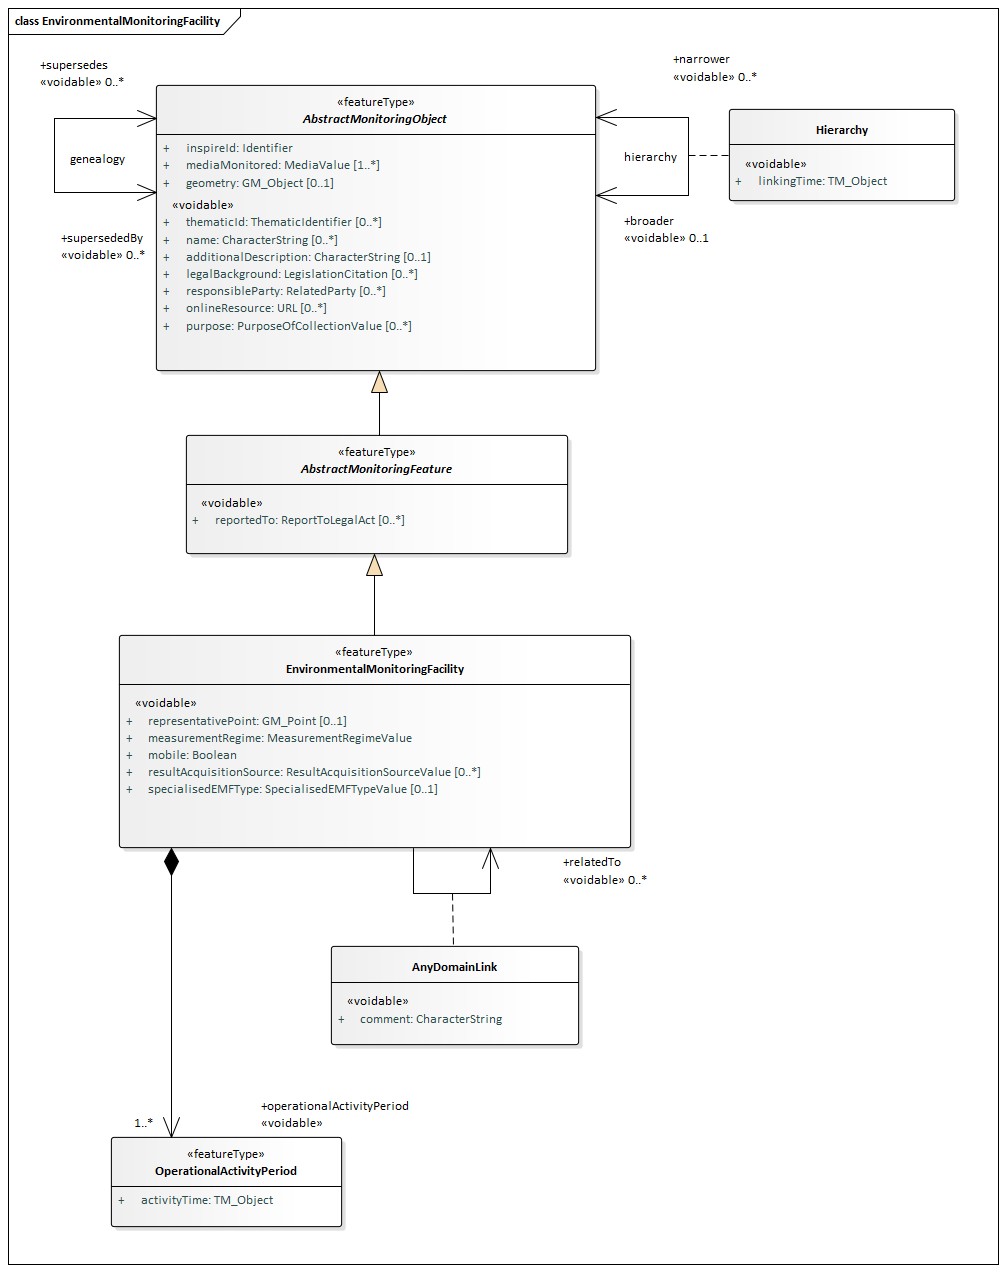 class EnvironmentalMonitoringFacility
+supersedes
«voidable» 0..*
+narrower
«voidable» 0..*
«featureType»
AbstractMonitoringObject
+ inspireId: Identifier
+ mediaMonitored: MediaValue [1..*]
+ geometry: GM_Object [0..1]
«voidable»
+ thematicId: ThematicIdentifier [0..*]
+ name: CharacterString [0..*]
+ additionalDescription: CharacterString [0..1]
+ legalBackground: LegislationCitation [0..*]
+ responsibleParty: RelatedParty [0..*]
+ onlineResource: URL [0..*]
+ purpose: PurposeOfCollectionValue [0..*]
genealogy
+supersededBy
«voidable» 0..*
hierarchy
+broader
«voidable» 0..1
Hierarchy
«voidable»
+ linkingTime: TM_Object
«featureType»
AbstractMonitoringFeature
«voidable»
+ reportedTo: ReportToLegalAct [0..*]
«featureType»
EnvironmentalMonitoringFacility
«voidable»
+ representativePoint: GM_Point [0..1]
+ measurementRegime: MeasurementRegimeValue
+ mobile: Boolean
+ resultAcquisitionSource: ResultAcquisitionSourceValue [0..*]
+ specialisedEMFType: SpecialisedEMFTypeValue [0..1]
+relatedTo
«voidable» 0..*
AnyDomainLink
«voidable»
+ comment: CharacterString
+operationalActivityPeriod
«voidable»
1..*
«featureType»
OperationalActivityPeriod
+ activityTime: TM_Object